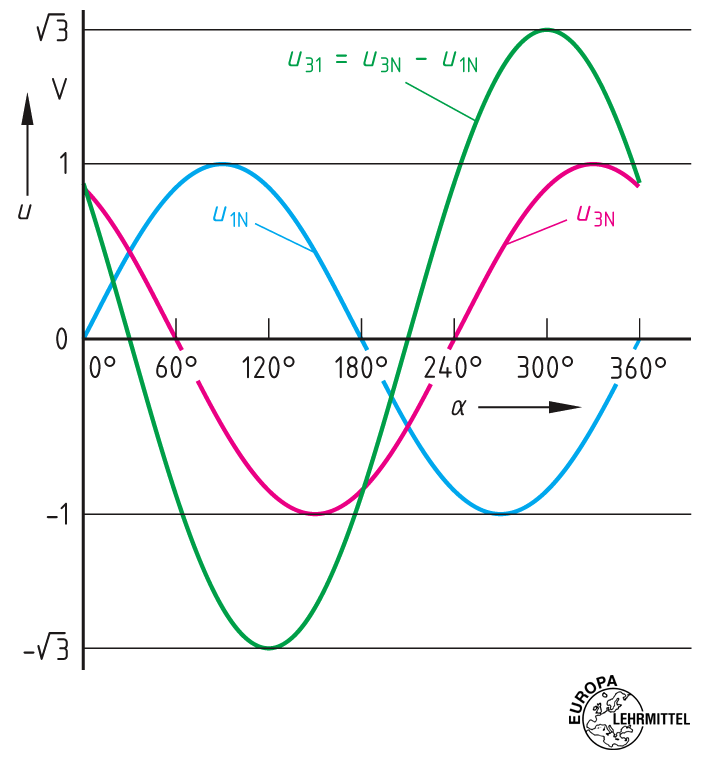 √3
u₃₁ = u₃N − u₁N
V
1
u
u₁N
u₃N
0
0° 60° 120° 180° 240° 300° 360°
α
−1
−√3
EUROPA
LEHRMITTEL